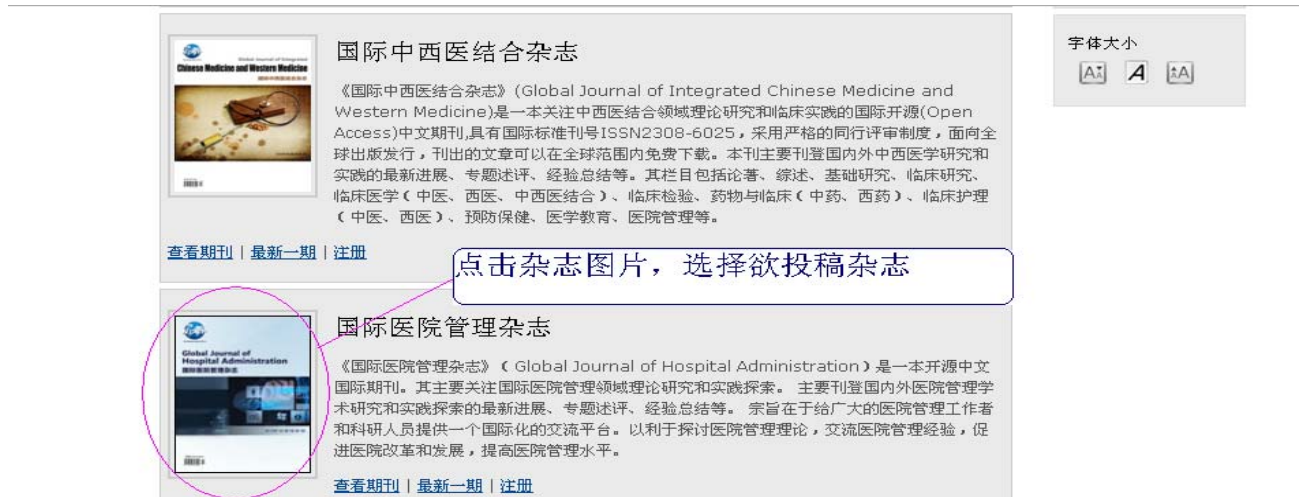 国际中西医结合杂志
Chinese Medicine and Western Medicine
《国际中西医结合杂志》(Global Journal of Integrated Chinese Medicine and
Western Medicine)是一本关注中西医结合领域理论研究和临床实践的国际开源(Open
Access)中文期刊,具有国际标准刊号ISSN2308-6025，采用严格的同行评审制度，面向全
球出版发行，刊出的文章可以在全球范围内免费下载。本刊主要刊登国内外中西医学研究和
实践的最新进展、专题述评、经验总结等。其栏目包括论著、综述、基础研究、临床研究、
临床医学（中医、西医、中西医结合）、临床检验、药物与临床（中药、西药）、临床护理
（中医、西医）、预防保健、医学教育、医院管理等。
查看期刊 | 最新一期 | 注册
点击杂志图片，选择欲投稿杂志
国际医院管理杂志
Global Journal of
Hospital Administration
国际医院管理杂志
《国际医院管理杂志》（Global Journal of Hospital Administration）是一本开源中文
国际期刊。其主要关注国际医院管理领域理论研究和实践探索。 主要刊登国内外医院管理学
术研究和实践探索的最新进展、专题述评、经验总结等。 宗旨在于给广大的医院管理工作者
和科研人员提供一个国际化的交流平台。以利于探讨医院管理理论，交流医院管理经验，促
进医院改革和发展，提高医院管理水平。
查看期刊 | 最新一期 | 注册
字体大小
A A A